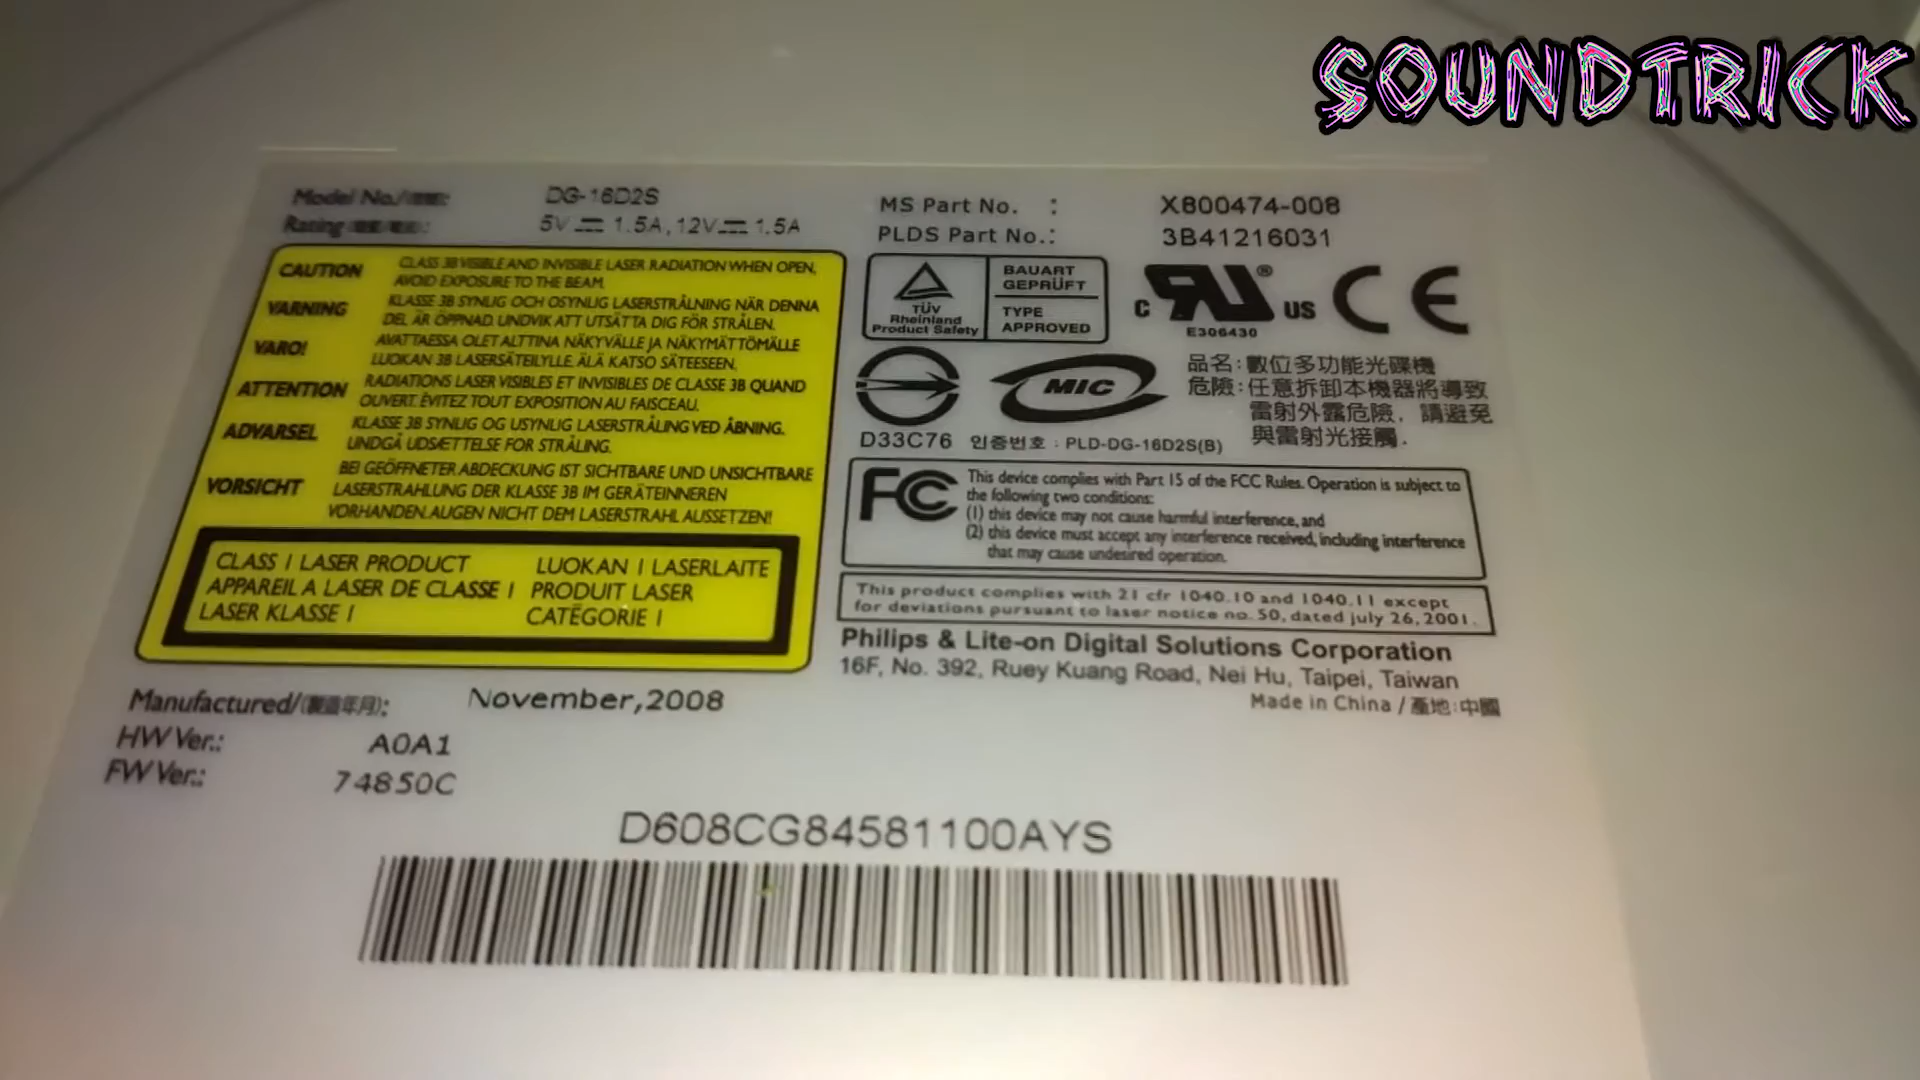 SOUNDTRICK
Model No./ DG-16D2S
Rating 5V 1.5A, 12V 1.5A
MS Part No. : X800474-008
PLDS Part No.: 3B41216031
CAUTION CLASS 3B VISIBLE AND INVISIBLE LASER RADIATION WHEN OPEN,
AVOID EXPOSURE TO THE BEAM.
VARNING KLASSE 3B SYNLIG OCH OSYNLIG LASERSTRÅLNING NÄR DENNA
DEL ÄR ÖPPNAD. UNDVIK ATT UTSÄTTA DIG FÖR STRÅLEN.
VARO! AVATTAESSA OLET ALTTINA NÄKYVÄLLE JA NÄKYMÄTTÖMÄLLE
LUOKAN 3B LASERSÄTEILYLLE. ÄLÄ KATSO SÄTEESEEN.
ATTENTION RADIATIONS LASER VISIBLES ET INVISIBLES DE CLASSE 3B QUAND
OUVERT. ÉVITEZ TOUT EXPOSITION AU FAISCEAU.
ADVARSEL KLASSE 3B SYNLIG OG USYNLIG LASERSTRÅLING VED ÅBNING.
UNDGÅ UDSÆTTELSE FOR STRÅLING.
VORSICHT BEI GEÖFFNETER ABDECKUNG IST SICHTBARE UND UNSICHTBARE
LASERSTRAHLUNG DER KLASSE 3B IM GERÄTEINNEREN
VORHANDEN. AUGEN NICHT DEM LASERSTRAHL AUSSETZEN!
CLASS 1 LASER PRODUCT LUOKAN 1 LASERLAITE
APPAREIL A LASER DE CLASSE 1 PRODUIT LASER
LASER KLASSE 1 CATÉGORIE 1
TÜV
Rheinland
Product Safety
BAUART
GEPRÜFT
TYPE
APPROVED
C RU ® US
E306430
CE
MIC
D33C76 인증번호 : PLD-DG-16D2S(B)
品名:數位多功能光碟機
危險:任意拆卸本機器將導致
雷射外露危險, 請避免
與雷射光接觸.
FC This device complies with Part 15 of the FCC Rules. Operation is subject to
the following two conditions:
(1) this device may not cause harmful interference, and
(2) this device must accept any interference received, including interference
that may cause undesired operation.
This product complies with 21 cfr 1040.10 and 1040.11 except
for deviations pursuant to laser notice no. 50, dated july 26, 2001.
Philips & Lite-on Digital Solutions Corporation
16F, No. 392, Ruey Kuang Road, Nei Hu, Taipei, Taiwan
Made in China / 產地:中國
Manufactured/(製造年月): November,2008
HW Ver.: A0A1
FW Ver.: 74850C
D608CG84581100AYS